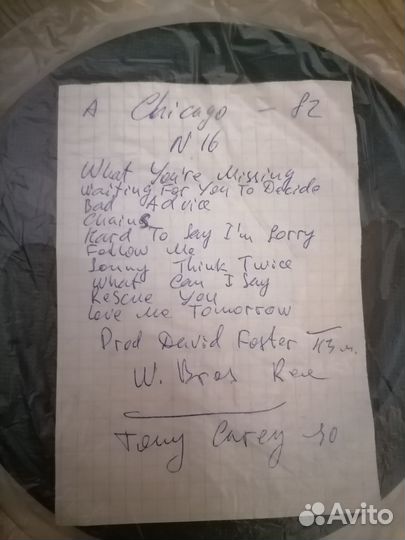 A Chicago - 82
N 16
What You're Missing
Waiting For You To Decide
Bad Advice
Chains
Hard To Say I'm Sorry
Follow Me
Sonny Think Twice
What Can I Say
Rescue You
Love Me Tomorrow
Prod David Foster 43 м.
W. Bros Rec
Tony Carey -
Avito